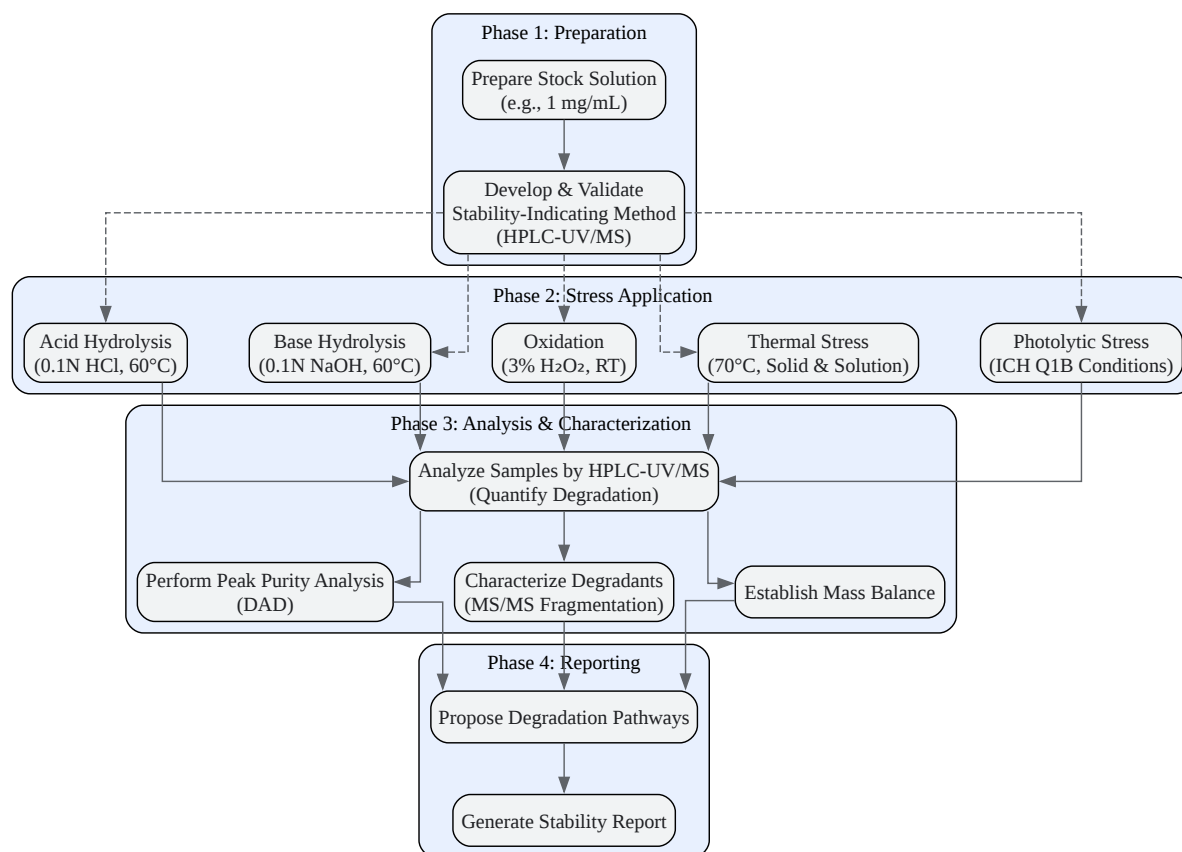 Phase 1: Preparation
Prepare Stock Solution
(e.g., 1 mg/mL)
Develop & Validate
Stability-Indicating Method
(HPLC-UV/MS)
Phase 2: Stress Application
Acid Hydrolysis
(0.1N HCl, 60°C)
Base Hydrolysis
(0.1N NaOH, 60°C)
Oxidation
(3% H₂O₂, RT)
Thermal Stress
(70°C, Solid & Solution)
Photolytic Stress
(ICH Q1B Conditions)
Phase 3: Analysis & Characterization
Analyze Samples by HPLC-UV/MS
(Quantify Degradation)
Perform Peak Purity Analysis
(DAD)
Characterize Degradants
(MS/MS Fragmentation)
Establish Mass Balance
Phase 4: Reporting
Propose Degradation Pathways
Generate Stability Report